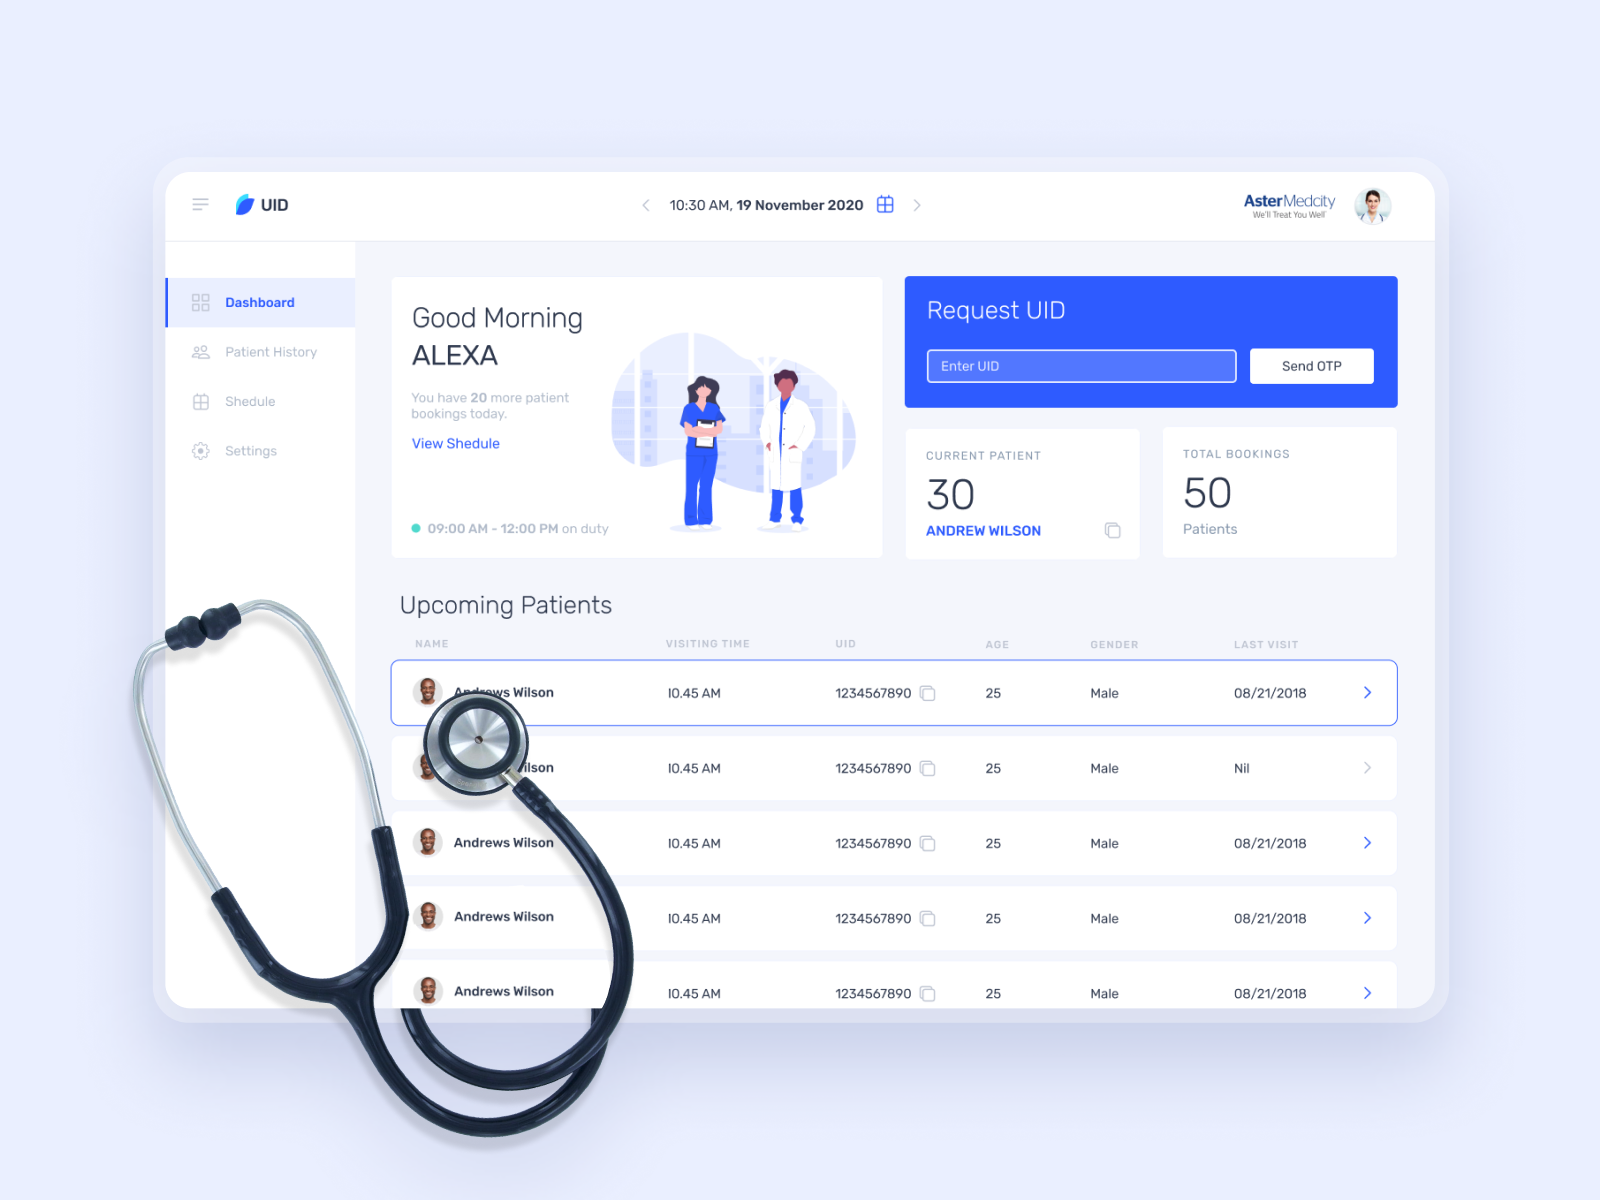 UID
10:30 AM, 19 November 2020
AsterMedcity
We'll Treat You Well
Dashboard
Patient History
Shedule
Settings
Good Morning
ALEXA
You have 20 more patient
bookings today.
View Shedule
09:00 AM - 12:00 PM on duty
Request UID
Enter UID
Send OTP
CURRENT PATIENT
30
ANDREW WILSON
TOTAL BOOKINGS
50
Patients
Upcoming Patients
NAME VISITING TIME UID AGE GENDER LAST VISIT
Andrews Wilson 10.45 AM 1234567890 25 Male 08/21/2018
ilson 10.45 AM 1234567890 25 Male Nil
Andrews Wilson 10.45 AM 1234567890 25 Male 08/21/2018
Andrews Wilson 10.45 AM 1234567890 25 Male 08/21/2018
Andrews Wilson 10.45 AM 1234567890 25 Male 08/21/2018